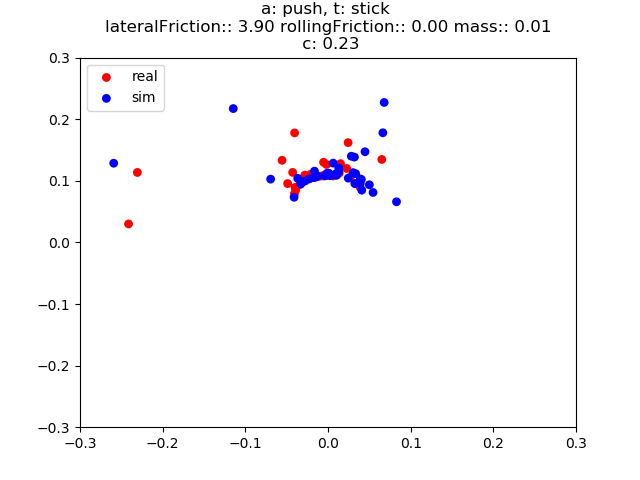 a: push, t: stick
lateralFriction:: 3.90 rollingFriction:: 0.00 mass:: 0.01
c: 0.23
real
sim
0.3
0.2
0.1
0.0
−0.1
−0.2
−0.3
−0.3
−0.2
−0.1
0.0
0.1
0.2
0.3